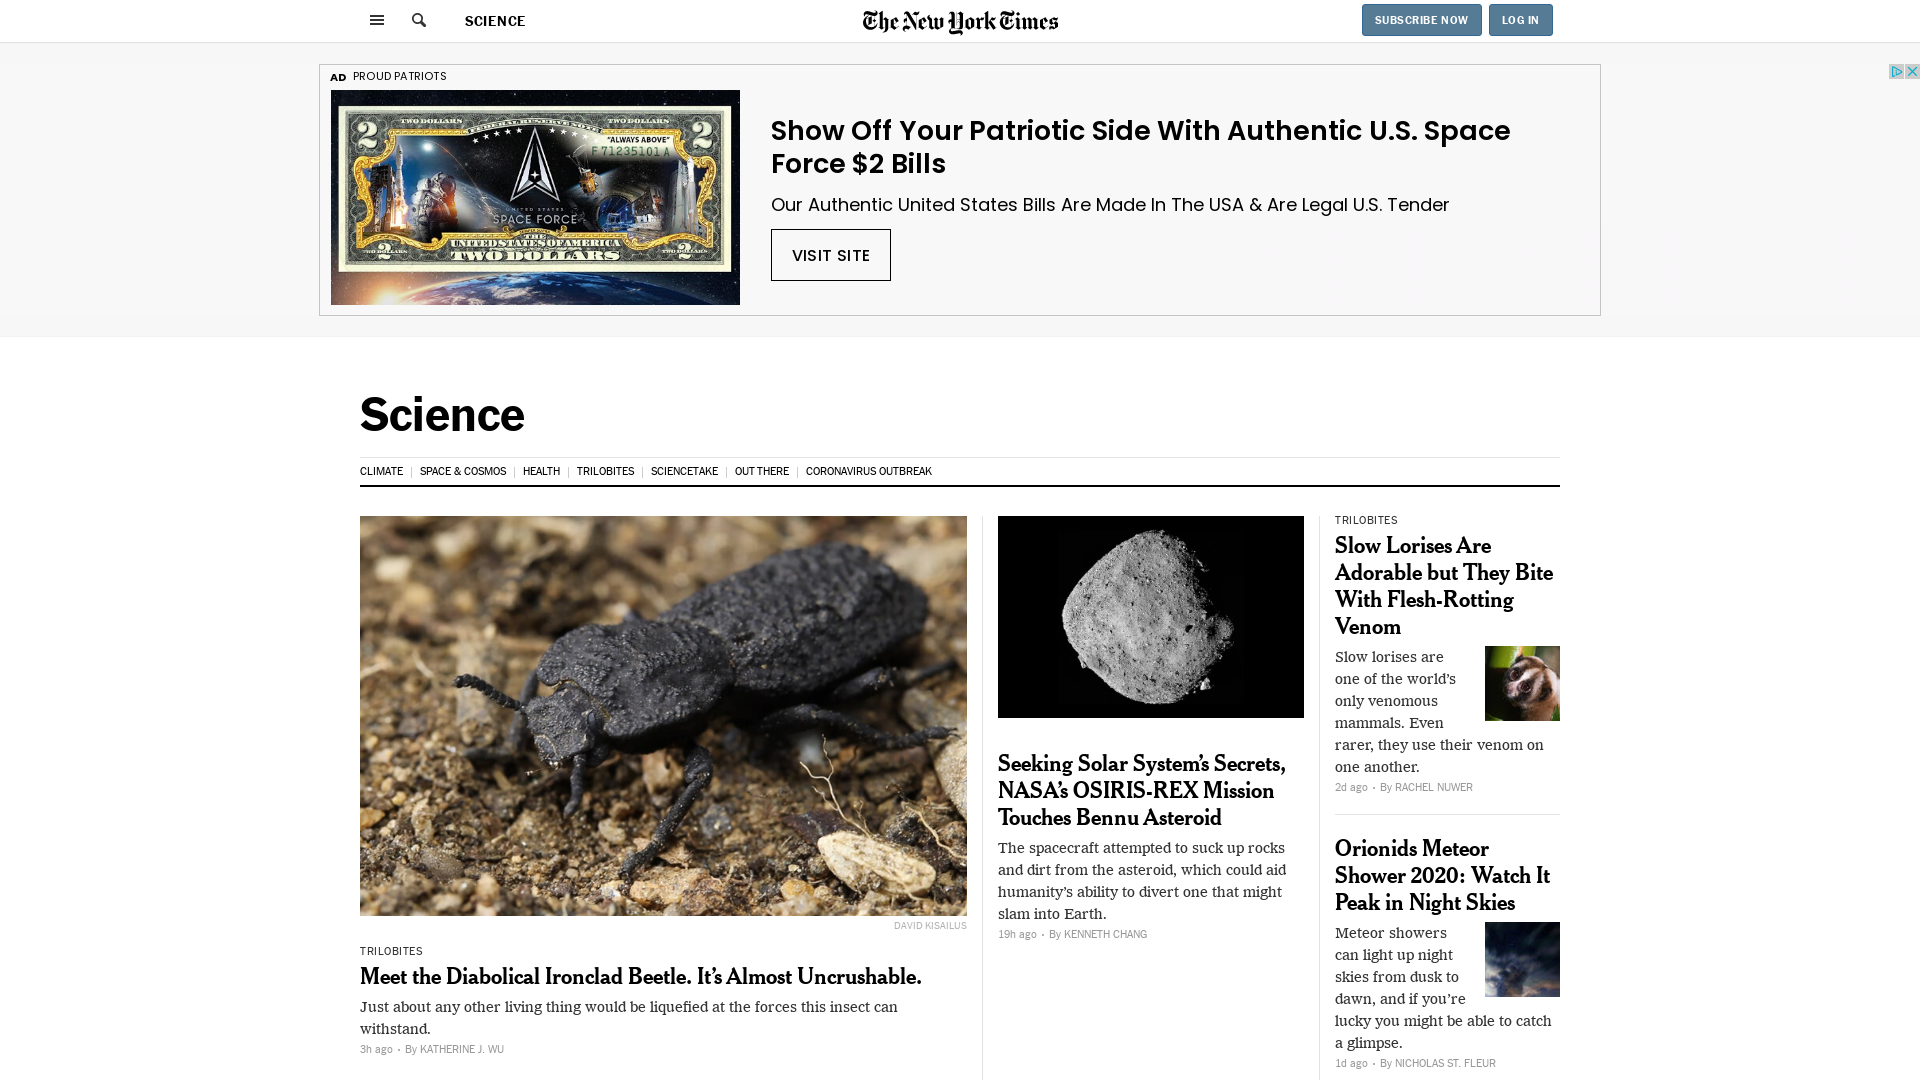 SCIENCE
The New York Times
SUBSCRIBE NOW
LOG IN
AD PROUD PATRIOTS
2
TWO DOLLARS
FEDERAL RESERVE NOTE
TWO DOLLARS
2
"ALWAYS ABOVE"
F 71235101 A
UNITED STATES
SPACE FORCE
THE
UNITED STATES OF AMERICA
TWO DOLLARS
2
TWO DOLLARS
2
TWO DOLLARS
Show Off Your Patriotic Side With Authentic U.S. Space
Force $2 Bills
Our Authentic United States Bills Are Made In The USA & Are Legal U.S. Tender
VISIT SITE
Science
CLIMATE
SPACE & COSMOS
HEALTH
TRILOBITES
SCIENCETAKE
OUT THERE
CORONAVIRUS OUTBREAK
DAVID KISAILUS
TRILOBITES
Meet the Diabolical Ironclad Beetle. It’s Almost Uncrushable.
Just about any other living thing would be liquefied at the forces this insect can
withstand.
3h ago • By KATHERINE J. WU
Seeking Solar System’s Secrets,
NASA’s OSIRIS-REX Mission
Touches Bennu Asteroid
The spacecraft attempted to suck up rocks
and dirt from the asteroid, which could aid
humanity’s ability to divert one that might
slam into Earth.
19h ago • By KENNETH CHANG
TRILOBITES
Slow Lorises Are
Adorable but They Bite
With Flesh-Rotting
Venom
Slow lorises are
one of the world’s
only venomous
mammals. Even
rarer, they use their venom on
one another.
2d ago • By RACHEL NUWER
Orionids Meteor
Shower 2020: Watch It
Peak in Night Skies
Meteor showers
can light up night
skies from dusk to
dawn, and if you’re
lucky you might be able to catch
a glimpse.
1d ago • By NICHOLAS ST. FLEUR